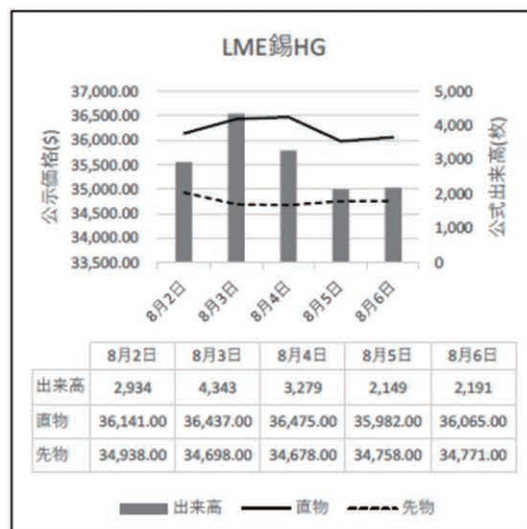 LME錫HG
公示価格($)
37,000.00
36,500.00
36,000.00
35,500.00
35,000.00
34,500.00
34,000.00
33,500.00
5,000
4,000
3,000
2,000
1,000
0
公式出来高(枚)
8月2日 8月3日 8月4日 8月5日 8月6日
8月2日 8月3日 8月4日 8月5日 8月6日
出来高 2,934 4,343 3,279 2,149 2,191
直物 36,141.00 36,437.00 36,475.00 35,982.00 36,065.00
先物 34,938.00 34,698.00 34,678.00 34,758.00 34,771.00
出来高 直物 先物